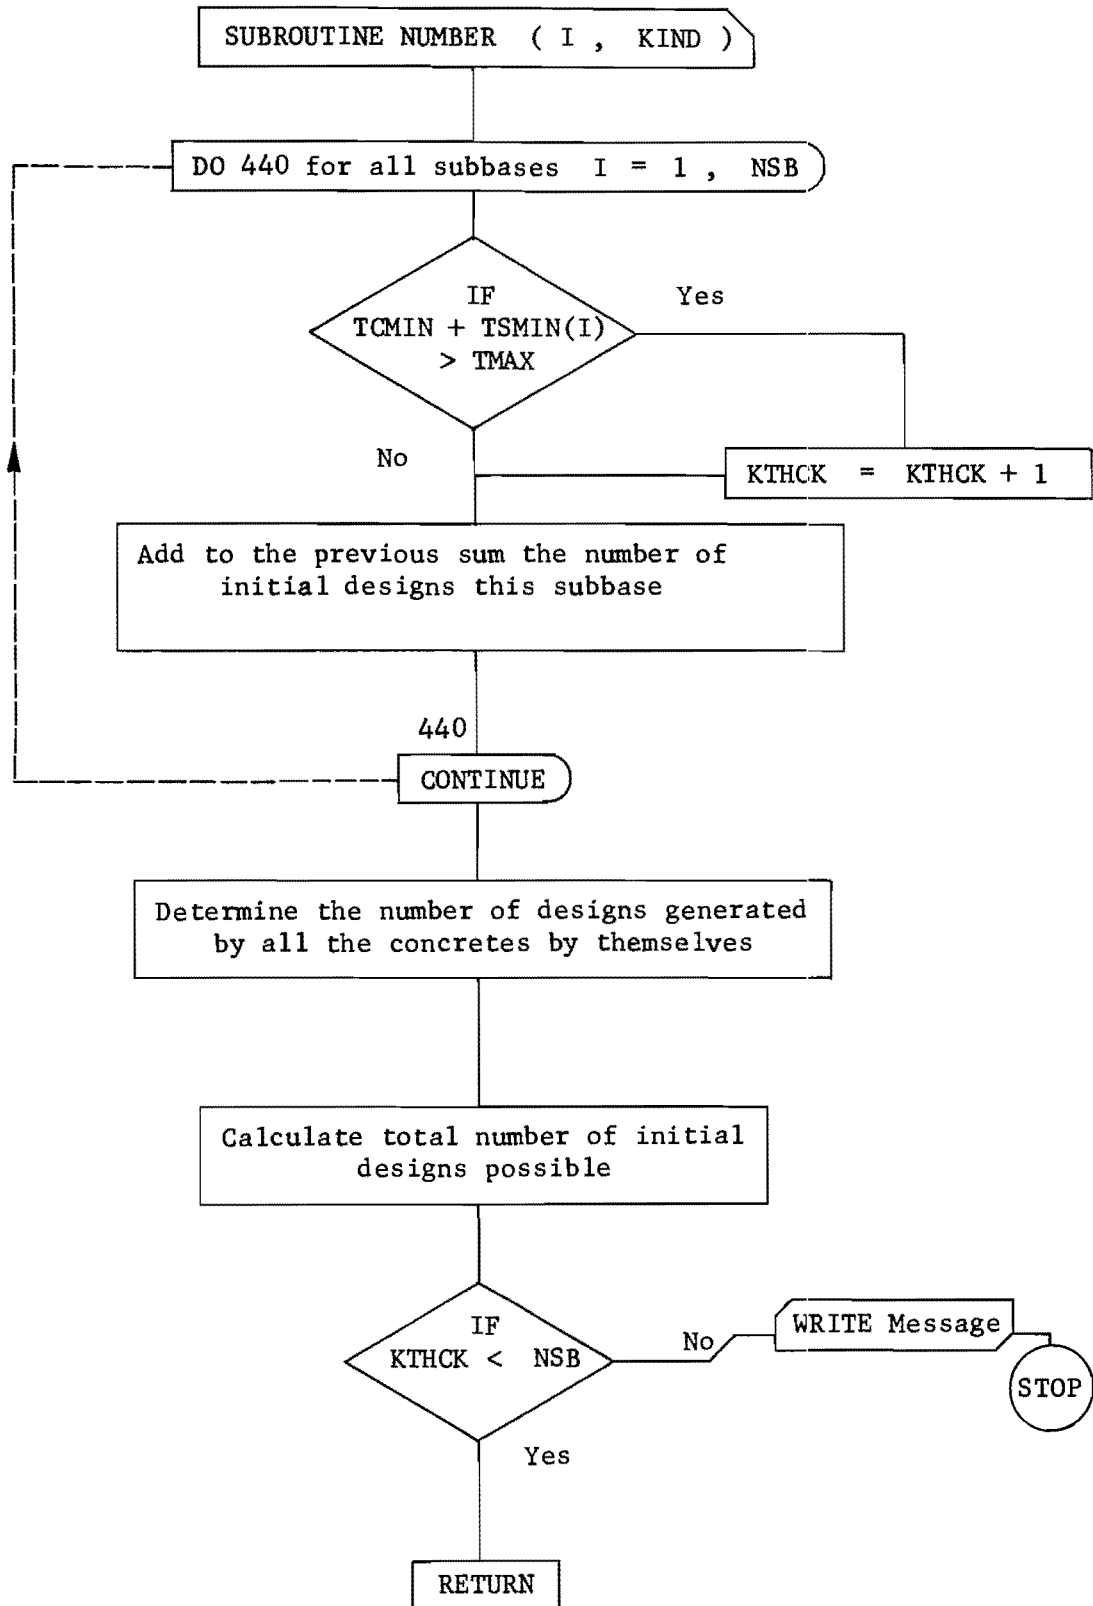 SUBROUTINE NUMBER ( I , KIND )
DO 440 for all subbases I = 1 , NSB
IF
TCMIN + TSMIN(I)
> TMAX
Yes
No
KTHCK = KTHCK + 1
Add to the previous sum the number of
initial designs this subbase
440
CONTINUE
Determine the number of designs generated
by all the concretes by themselves
Calculate total number of initial
designs possible
IF
KTHCK < NSB
No
WRITE Message
STOP
Yes
RETURN